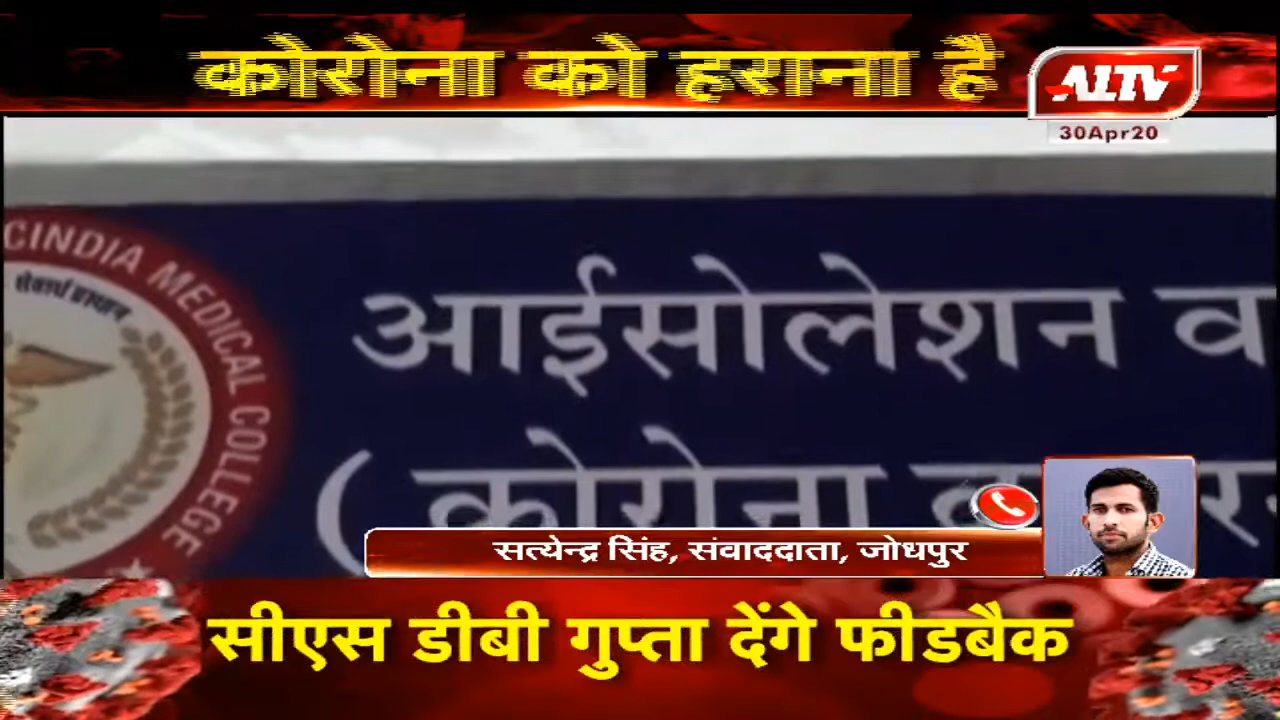 कोरोना को हराना है
ALTV
30Apr20
CINDIA MEDICAL COLLEGE
आईसोलेशन
( कोरोना
सत्येन्द्र सिंह, संवाददाता, जोधपुर
सीएस डीबी गुप्ता देंगे फीडबैक